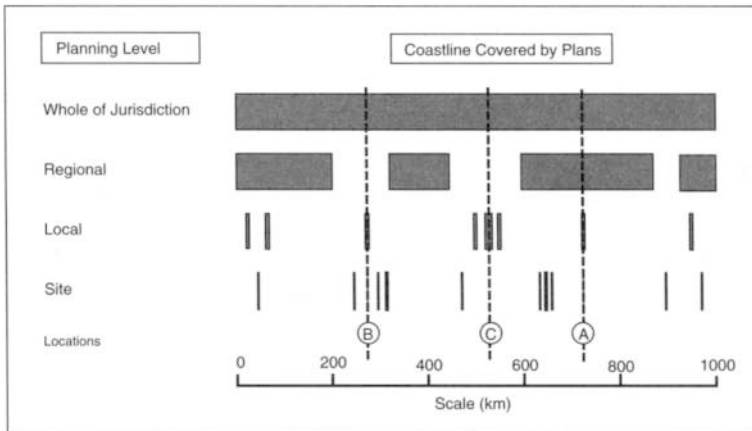 Planning Level
Coastline Covered by Plans
Whole of Jurisdiction
Regional
Local
Site
Locations
B
C
A
0 200 400 600 800 1000
Scale (km)